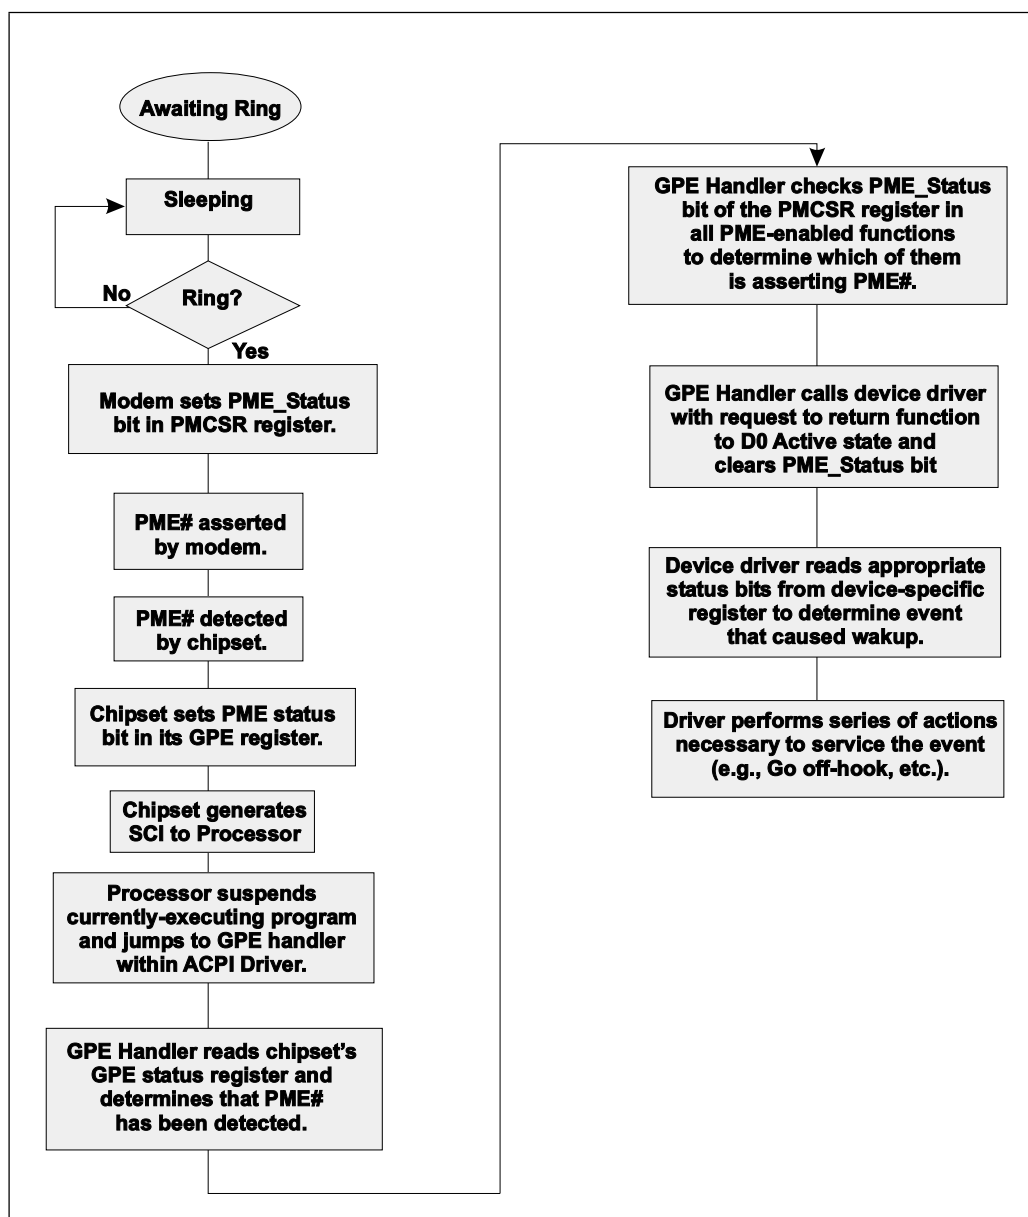 Awaiting Ring
Sleeping
No
Ring?
Yes
Modem sets PME_Status
bit in PMCSR register.
PME# asserted
by modem.
PME# detected
by chipset.
Chipset sets PME status
bit in its GPE register.
Chipset generates
SCI to Processor
Processor suspends
currently-executing program
and jumps to GPE handler
within ACPI Driver.
GPE Handler reads chipset’s
GPE status register and
determines that PME#
has been detected.
GPE Handler checks PME_Status
bit of the PMCSR register in
all PME-enabled functions
to determine which of them
is asserting PME#.
GPE Handler calls device driver
with request to return function
to D0 Active state and
clears PME_Status bit
Device driver reads appropriate
status bits from device-specific
register to determine event
that caused wakup.
Driver performs series of actions
necessary to service the event
(e.g., Go off-hook, etc.).